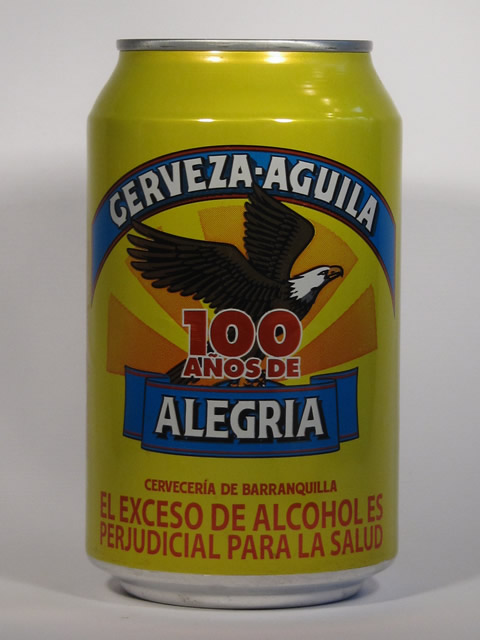 CERVEZA-AGUILA
100
AÑOS DE
ALEGRIA
CERVECERÍA DE BARRANQUILLA
EL EXCESO DE ALCOHOL ES
PERJUDICIAL PARA LA SALUD